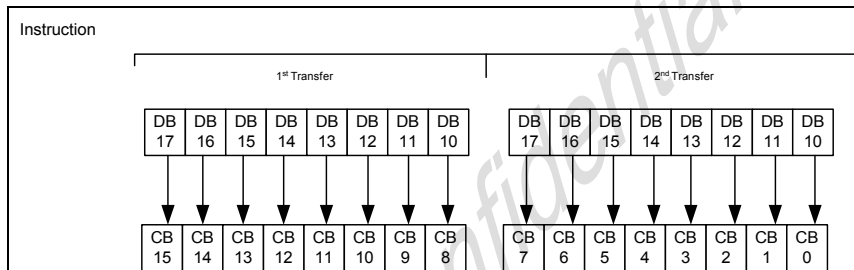 Instruction
1st Transfer 2nd Transfer
DB 17 DB 16 DB 15 DB 14 DB 13 DB 12 DB 11 DB 10 DB 17 DB 16 DB 15 DB 14 DB 13 DB 12 DB 11 DB 10
CB 15 CB 14 CB 13 CB 12 CB 11 CB 10 CB 9 CB 8 CB 7 CB 6 CB 5 CB 4 CB 3 CB 2 CB 1 CB 0